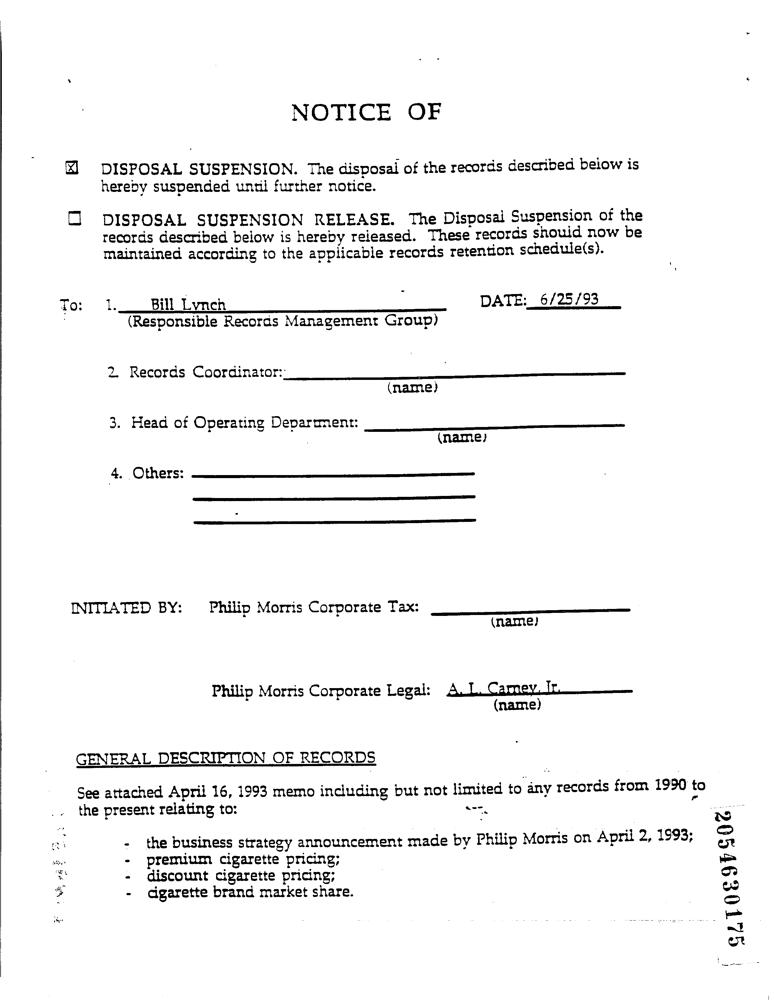 NOTICE OF
☒ DISPOSAL SUSPENSION. The disposal of the records described below is
hereby suspended until further notice.
☐ DISPOSAL SUSPENSION RELEASE. The Disposal Suspension of the
records described below is hereby released. These records should now be
maintained according to the applicable records retention schedule(s).
To: 1. Bill Lynch DATE: 6/25/93
(Responsible Records Management Group)
2. Records Coordinator:
(name)
3. Head of Operating Department:
(name)
4. Others:
INITIATED BY: Philip Morris Corporate Tax:
(name)
Philip Morris Corporate Legal: A. L. Carney, Jr.
(name)
GENERAL DESCRIPTION OF RECORDS
See attached April 16, 1993 memo including but not limited to any records from 1990 to
the present relating to:
- the business strategy announcement made by Philip Morris on April 2, 1993;
- premium cigarette pricing;
- discount cigarette pricing;
- cigarette brand market share.
2054630175